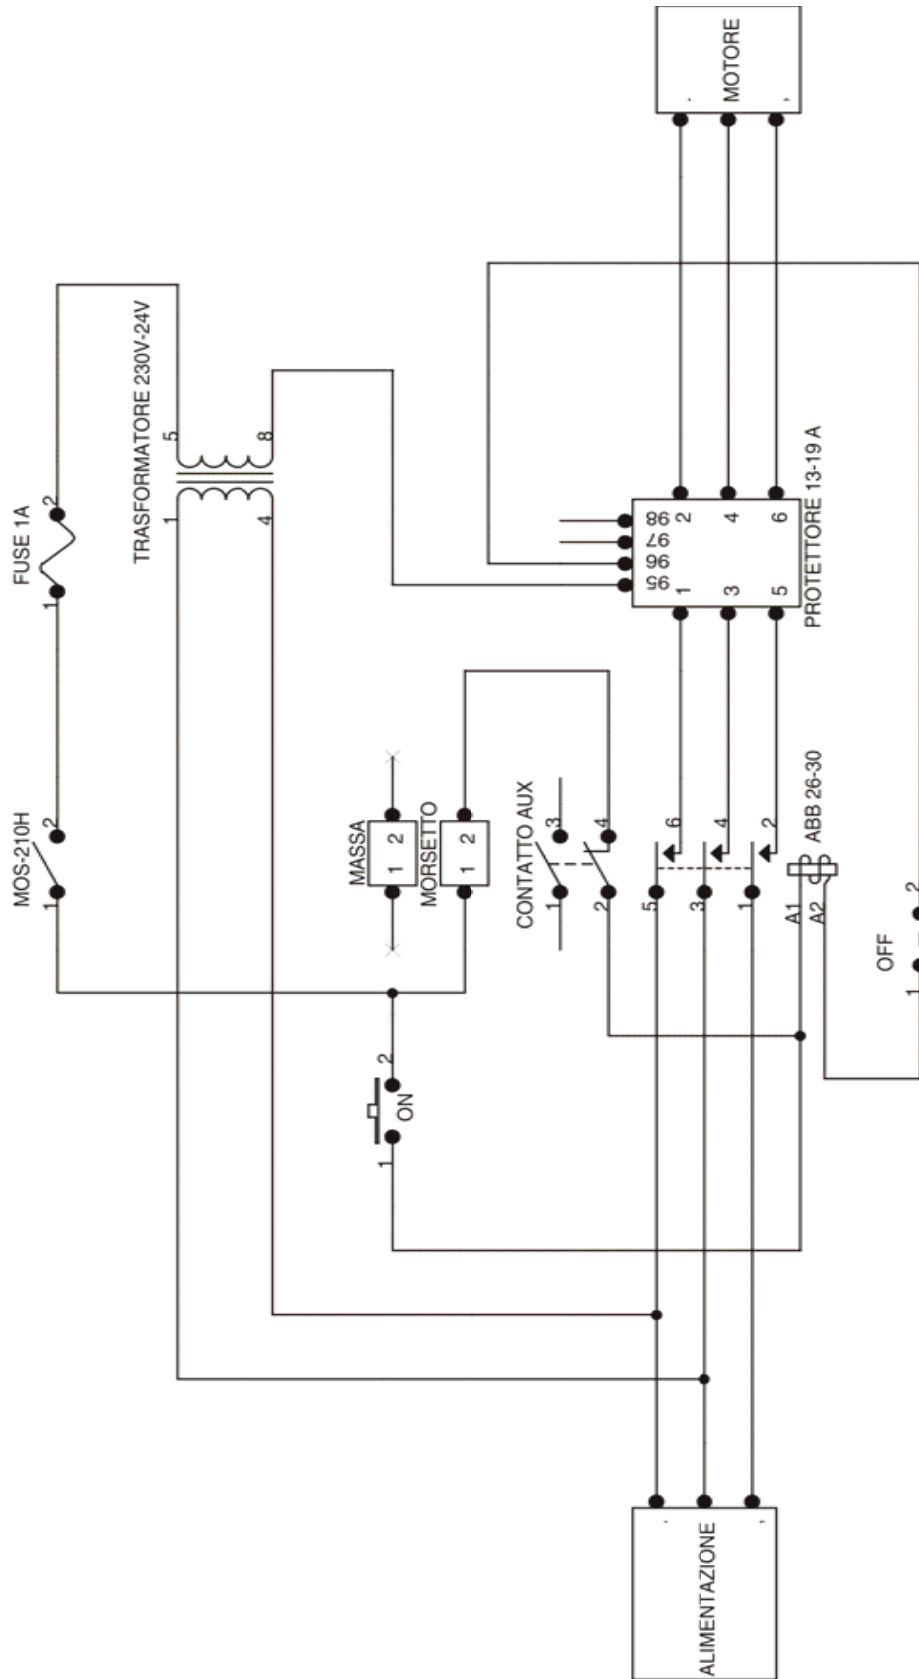 FUSE 1A
1 2
MOS-210H
1 2
TRASFORMATORE 230V-24V
1 5
4 8
MASSA
1 2
MORSETTO
1 2
ON
1 2
CONTATTO AUX
1 3
2 4
5 6
3 4
1 2
A1
A2
ABB 26-30
95 96 97 98
1 2
3 4
5 6
PROTETTORE 13-19 A
OFF
1 2
ALIMENTAZIONE
MOTORE